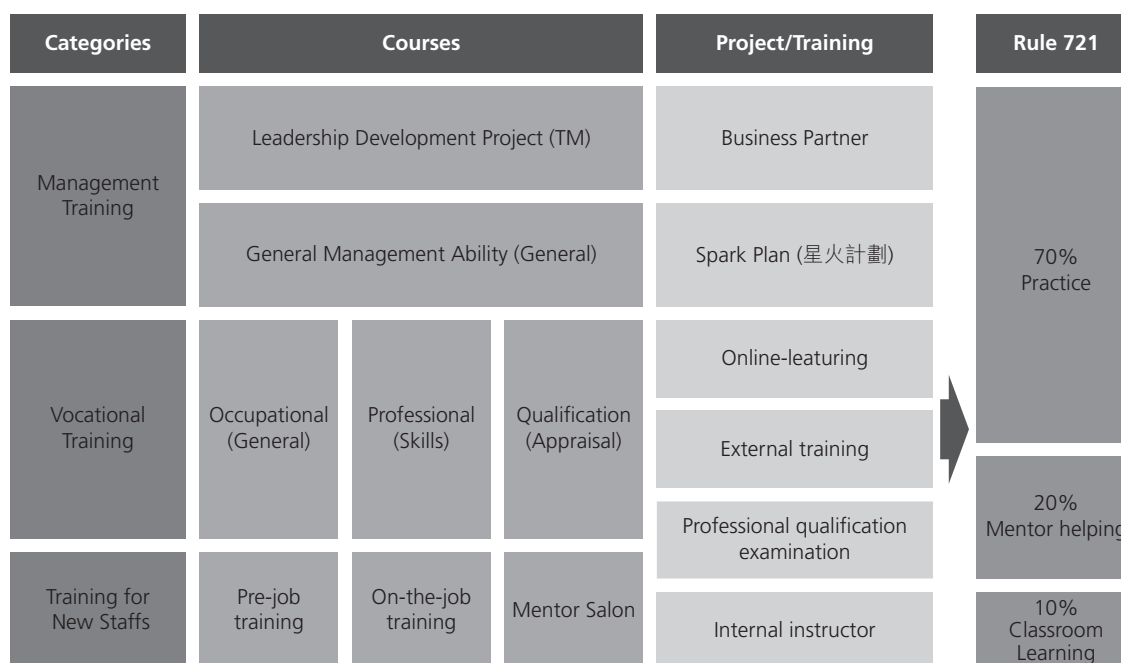 Categories
Courses
Project/Training
Rule 721
Management
Training
Leadership Development Project (TM)
Business Partner
General Management Ability (General)
Spark Plan (星火計劃)
70%
Practice
Vocational
Training
Occupational
(General)
Professional
(Skills)
Qualification
(Appraisal)
Online-leaturing
External training
Professional qualification
examination
20%
Mentor helping
Training for
New Staffs
Pre-job
training
On-the-job
training
Mentor Salon
Internal instructor
10%
Classroom
Learning